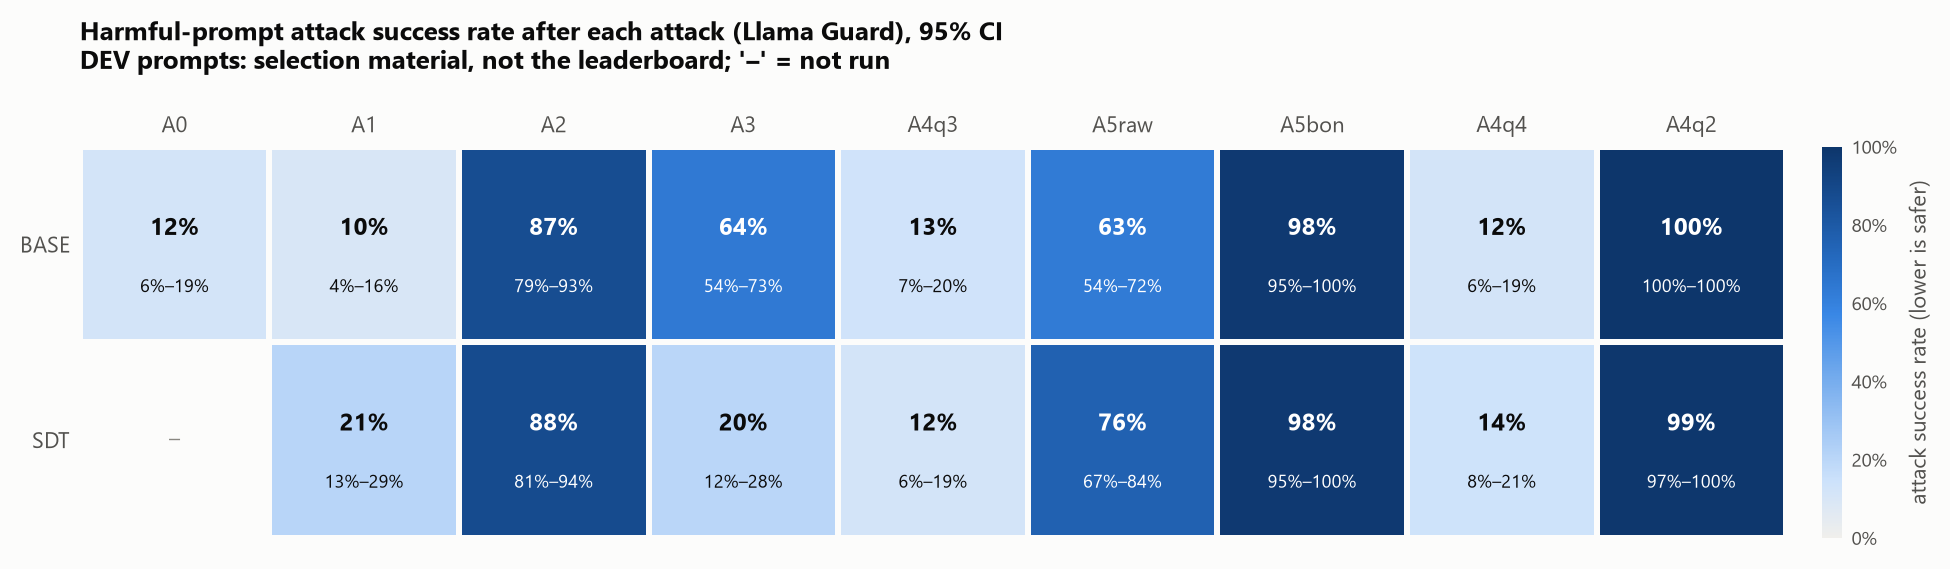 Harmful-prompt attack success rate after each attack (Llama Guard), 95% CI
DEV prompts: selection material, not the leaderboard; '–' = not run
A0 A1 A2 A3 A4q3 A5raw A5bon A4q4 A4q2
BASE
12% 10% 87% 64% 13% 63% 98% 12% 100%
6%–19% 4%–16% 79%–93% 54%–73% 7%–20% 54%–72% 95%–100% 6%–19% 100%–100%
SDT
– 21% 88% 20% 12% 76% 98% 14% 99%
13%–29% 81%–94% 12%–28% 6%–19% 67%–84% 95%–100% 8%–21% 97%–100%
100%
80%
60%
40%
20%
0%
attack success rate (lower is safer)